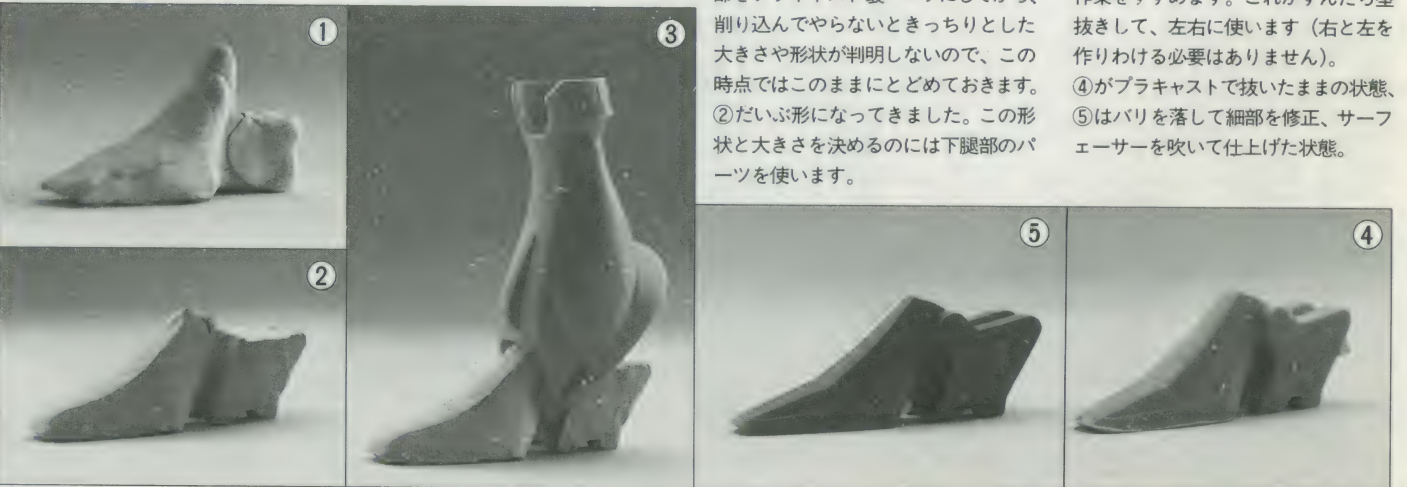 ①
②
③
削り込んでやらないときっちりとした
大きさや形状が判明しないので、この
時点ではこのままにとどめておきます。
②だいぶ形になってきました。この形
状と大きさを決めるのには下腿部のパ
ーツを使います。
抜きして、左右に使います（右と左を
作りわける必要はありません）。
④がプラキャストで抜いたままの状態、
⑤はバリを落して細部を修正、サーフ
ェーサーを吹いて仕上げた状態。
⑤
④